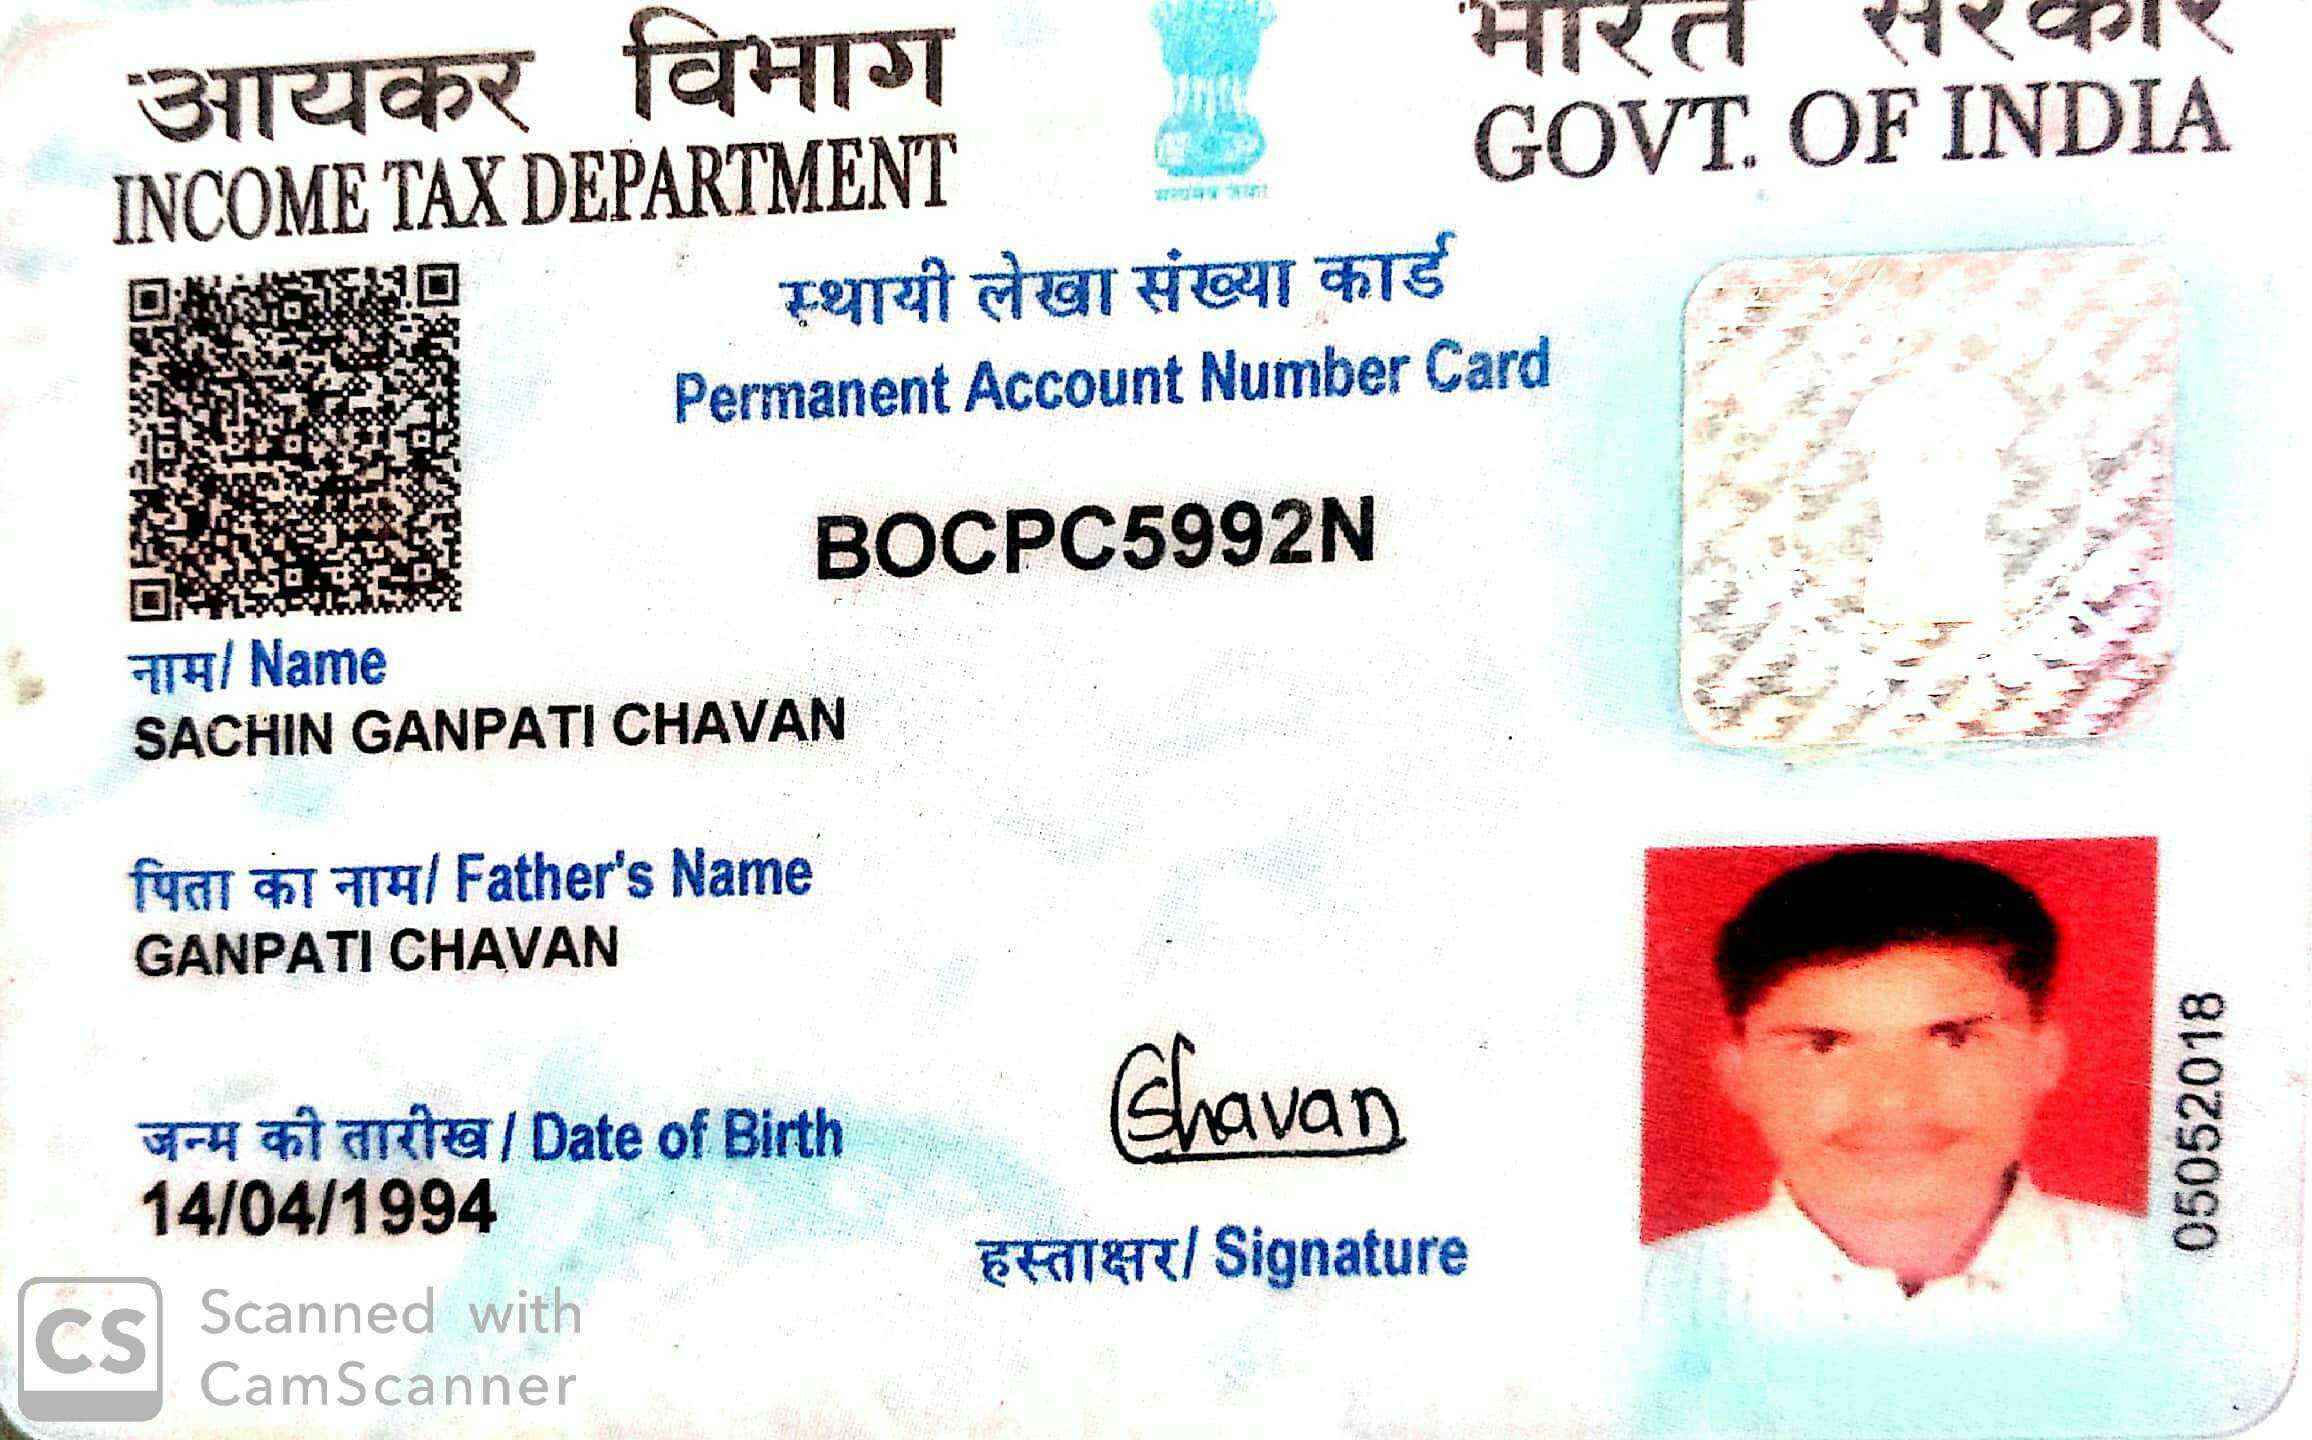 आयकर विभाग
INCOME TAX DEPARTMENT
भारत सरकार
GOVT. OF INDIA
सत्यमेव जयते
स्थायी लेखा संख्या कार्ड
Permanent Account Number Card
BOCPC5992N
नाम/ Name
SACHIN GANPATI CHAVAN
पिता का नाम/ Father's Name
GANPATI CHAVAN
जन्म की तारीख / Date of Birth
14/04/1994
Schavan
हस्ताक्षर/ Signature
05052018
CS
Scanned with
CamScanner